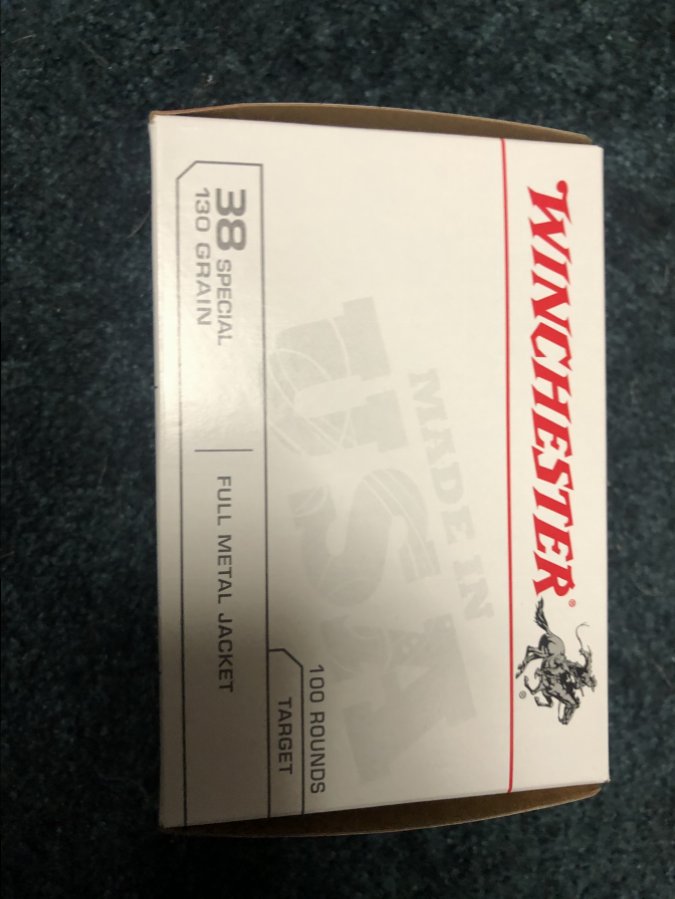 WINCHESTER®
®
MADE IN
USA
100 ROUNDS
TARGET
38 SPECIAL
130 GRAIN
FULL METAL JACKET